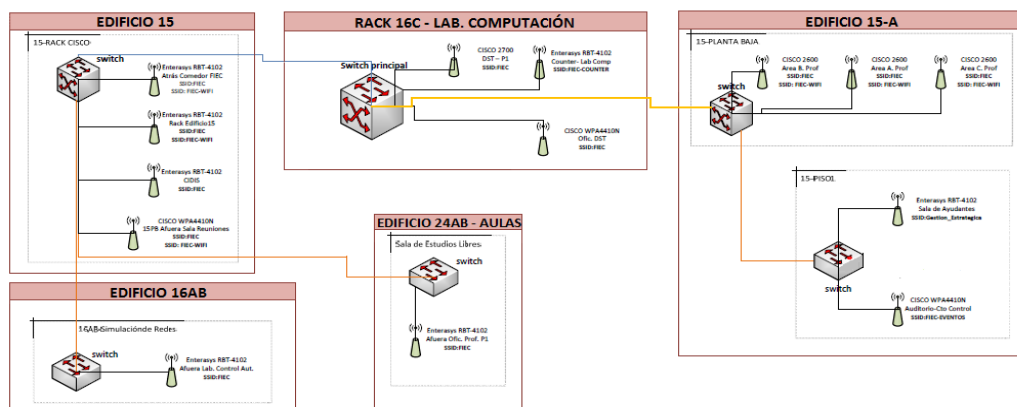 EDIFICIO 15
15-RACK CISCO
switch
Enterasys RBT-4102
Atrás Comedor FIEC
SSID:FIEC
SSID: FIEC-WIFI
Enterasys RBT-4102
Rack Edificio15
SSID:FIEC
SSID:FIEC-WIFI
Enterasys RBT-4102
CIDIS
SSID:FIEC
CISCO WPA4410N
15PB Afuera Sala Reuniones
SSID:FIEC
SSID: FIEC-WIFI
RACK 16C - LAB. COMPUTACIÓN
Switch principal
CISCO 2700
DST – P1
SSID:FIEC
Enterasys RBT-4102
Counter- Lab Comp
SSID:FIEC-COUNTER
CISCO WPA4410N
Ofic. DST
SSID:FIEC
EDIFICIO 15-A
15-PLANTA BAJA
switch
CISCO 2600
Area B. Prof
SSID:FIEC
SSID: FIEC-WIFI
CISCO 2600
Area A. Prof
SSID:FIEC
SSID: FIEC-WIFI
CISCO 2600
Area C. Prof
SSID:FIEC
SSID: FIEC-WIFI
15-PISO1
Enterasys RBT-4102
Sala de Ayudantes
SSID:Gestion_Estrategica
switch
CISCO WPA4410N
Auditorio-Cto Control
SSID:FIEC-EVENTOS
EDIFICIO 24AB - AULAS
Sala de Estudios Libres
switch
Enterasys RBT-4102
Afuera Ofic. Prof. P1
SSID:FIEC
EDIFICIO 16AB
16AB-Simulaciónde Redes
switch
Enterasys RBT-4102
Afuera Lab. Control Aut.
SSID:FIEC